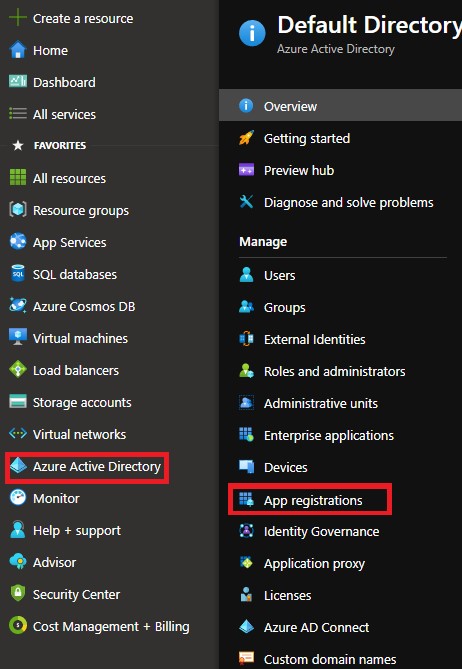 Create a resource
Home
Dashboard
All services
FAVORITES
All resources
Resource groups
App Services
SQL
SQL databases
Azure Cosmos DB
Virtual machines
Load balancers
Storage accounts
Virtual networks
Azure Active Directory
Monitor
Help + support
Advisor
Security Center
Cost Management + Billing
Default Directory
Azure Active Directory
Overview
Getting started
Preview hub
Diagnose and solve problems
Manage
Users
Groups
External Identities
Roles and administrators
Administrative units
Enterprise applications
Devices
App registrations
Identity Governance
Application proxy
Licenses
Azure AD Connect
Custom domain names